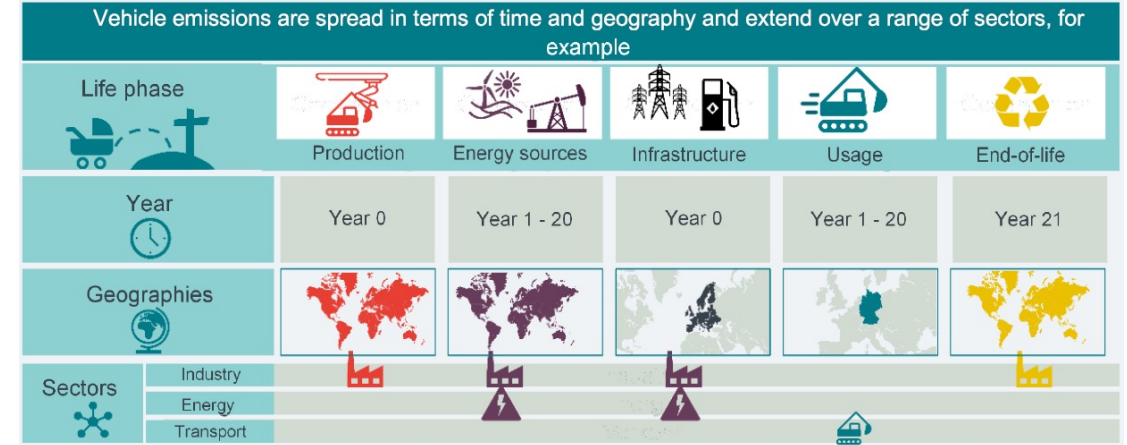 Vehicle emissions are spread in terms of time and geography and extend over a range of sectors, for
example
Life phase
Production
Energy sources
Infrastructure
Usage
End-of-life
Year
Year 0
Year 1 - 20
Year 0
Year 1 - 20
Year 21
Geographies
Sectors
Industry
Energy
Transport